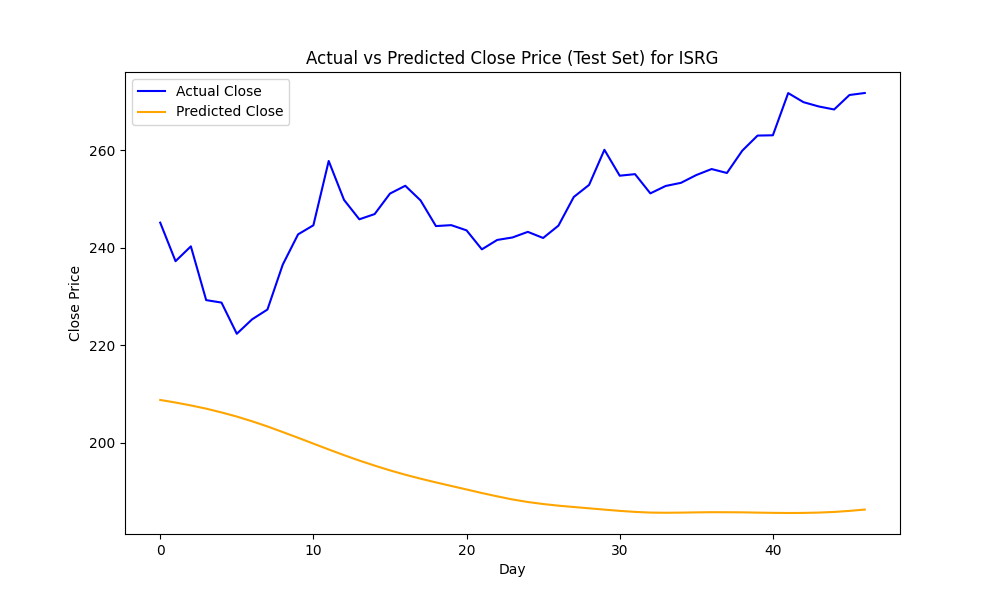 Actual vs Predicted Close Price (Test Set) for ISRG
Actual Close
Predicted Close
260
240
220
200
Close Price
0 10 20 30 40
Day